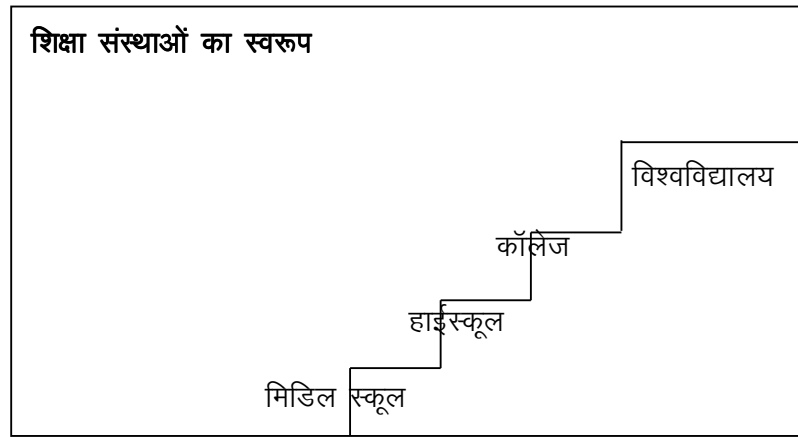 शिक्षा संस्थाओं का स्वरूप
विश्वविद्यालय
कॉलेज
हाईस्कूल
मिडिल स्कूल